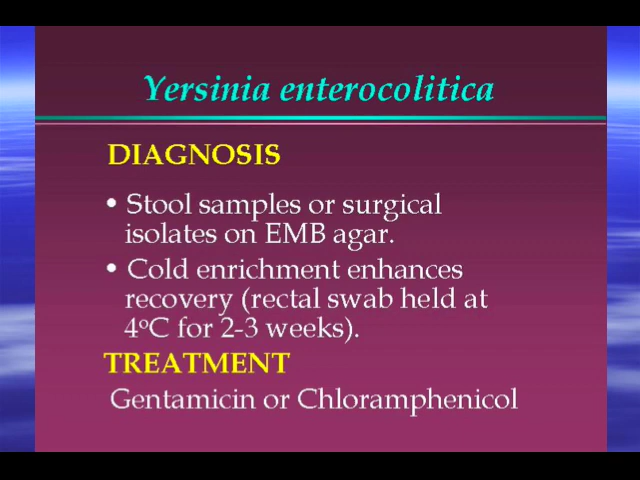 Yersinia enterocolitica
DIAGNOSIS
• Stool samples or surgical
isolates on EMB agar.
• Cold enrichment enhances
recovery (rectal swab held at
4ºC for 2-3 weeks).
TREATMENT
Gentamicin or Chloramphenicol